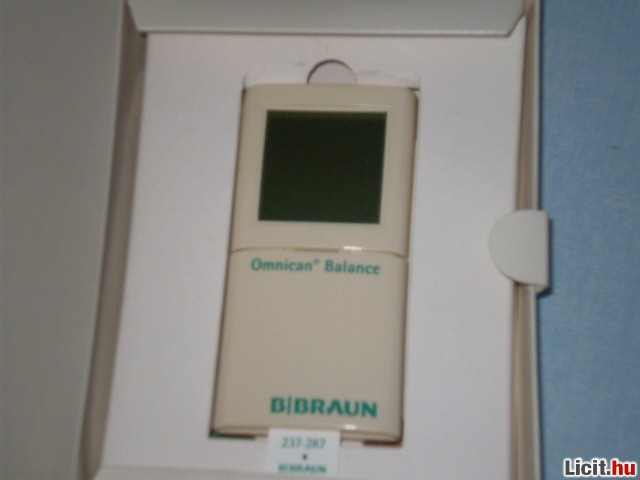 Omnican® Balance
B|BRAUN
237-287
B|BRAUN
Licit.hu